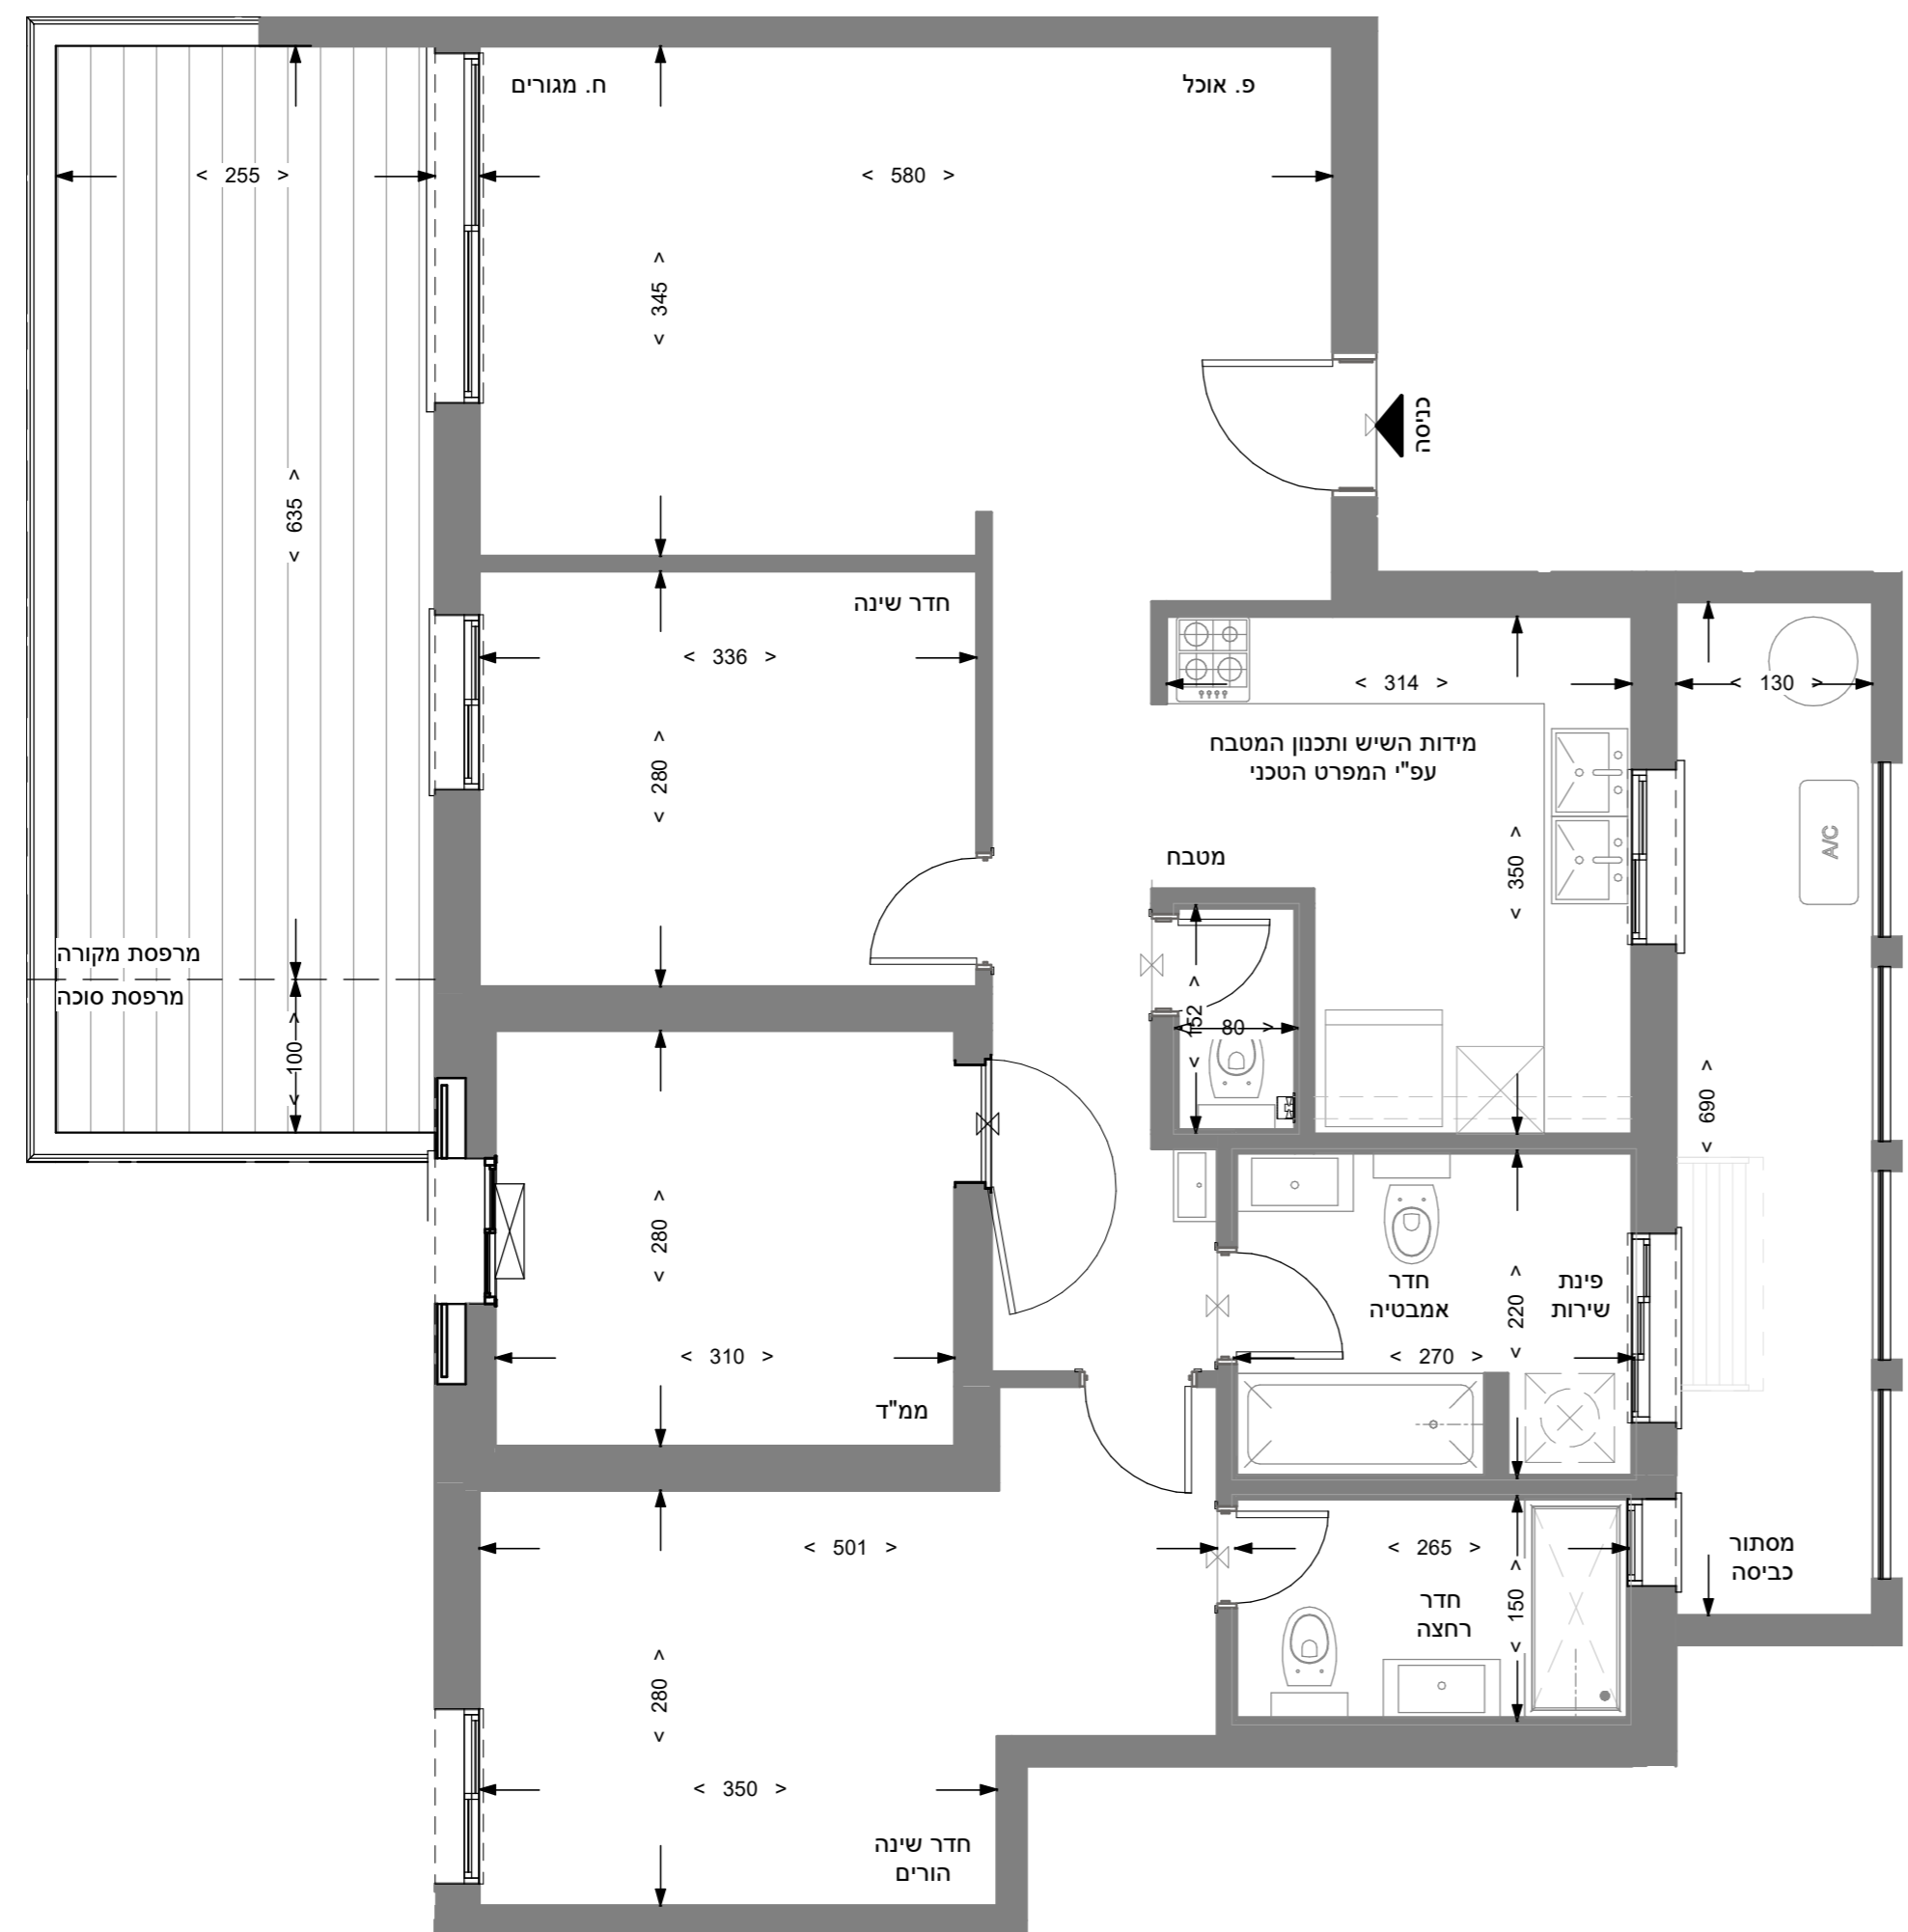 ח. מגורים
פ. אוכל
< 255 >
< 580 >
< 345 >
כניסה
< 635 >
חדר שינה
< 336 >
< 280 >
< 314 >
< 130 >
מידות השיש ותכנון המטבח
עפ"י המפרט הטכני
A/C
< 350 >
מטבח
מרפסת מקורה
מרפסת סוכה
< 100 >
< 152 >
< 80 >
< 690 >
< 280 >
< 310 >
ממ"ד
חדר
אמבטיה
פינת
שירות
< 220 >
< 270 >
< 501 >
< 265 >
< 150 >
חדר
רחצה
מסתור
כביסה
< 280 >
< 350 >
חדר שינה
הורים